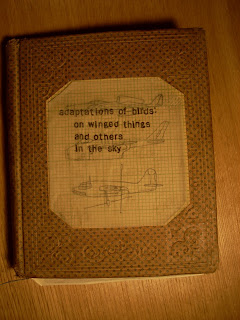 adaptations of birds:
on winged things
and others
in the sky